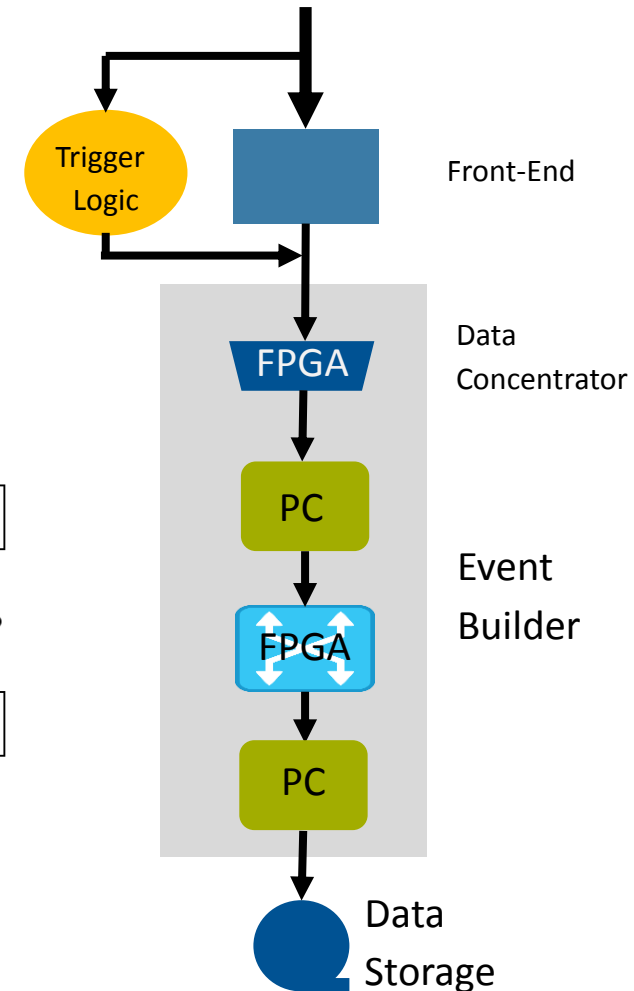 Trigger
Logic
Front-End
FPGA
Data
Concentrator
PC
Event
Builder
FPGA
PC
Data
Storage